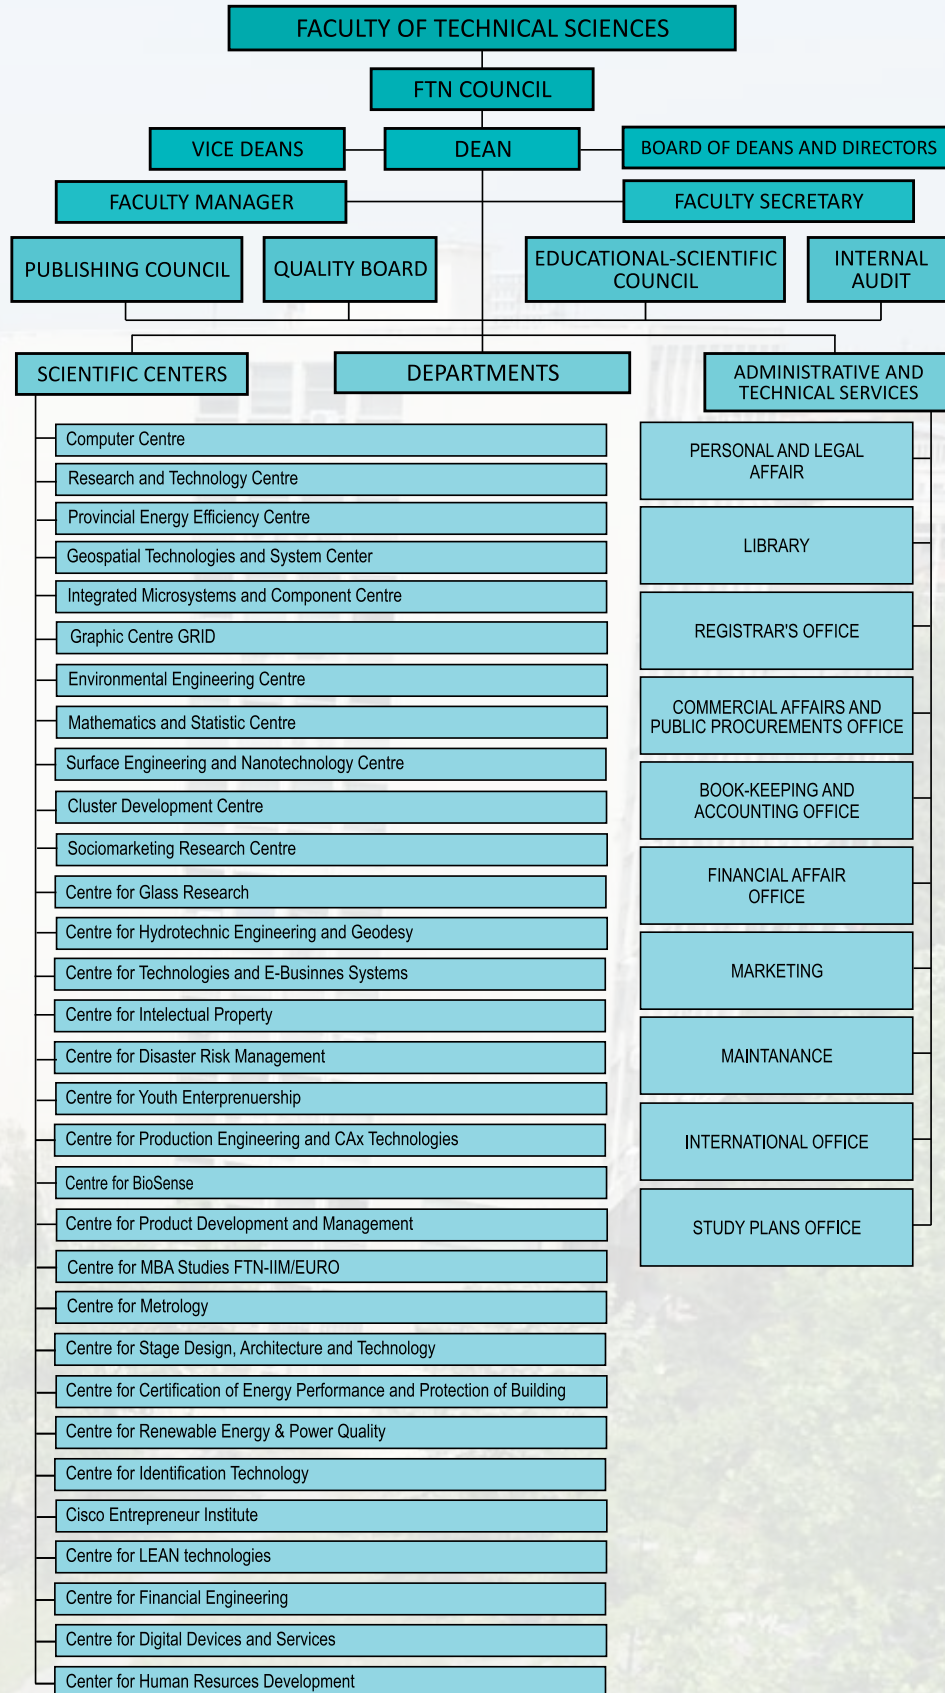 FACULTY OF TECHNICAL SCIENCES
FTN COUNCIL
VICE DEANS
DEAN
BOARD OF DEANS AND DIRECTORS
FACULTY MANAGER
FACULTY SECRETARY
PUBLISHING COUNCIL
QUALITY BOARD
EDUCATIONAL-SCIENTIFIC
COUNCIL
INTERNAL
AUDIT
SCIENTIFIC CENTERS
DEPARTMENTS
ADMINISTRATIVE AND
TECHNICAL SERVICES
Computer Centre
Research and Technology Centre
Provincial Energy Efficiency Centre
Geospatial Technologies and System Center
Integrated Microsystems and Component Centre
Graphic Centre GRID
Environmental Engineering Centre
Mathematics and Statistic Centre
Surface Engineering and Nanotechnology Centre
Cluster Development Centre
Sociomarketing Research Centre
Centre for Glass Research
Centre for Hydrotechnic Engineering and Geodesy
Centre for Technologies and E-Businnes Systems
Centre for Intelectual Property
Centre for Disaster Risk Management
Centre for Youth Enterprenuership
Centre for Production Engineering and CAx Technologies
Centre for BioSense
Centre for Product Development and Management
Centre for MBA Studies FTN-IIM/EURO
Centre for Metrology
Centre for Stage Design, Architecture and Technology
Centre for Certification of Energy Performance and Protection of Building
Centre for Renewable Energy & Power Quality
Centre for Identification Technology
Cisco Entrepreneur Institute
Centre for LEAN technologies
Centre for Financial Engineering
Centre for Digital Devices and Services
Center for Human Resurces Development
PERSONAL AND LEGAL
AFFAIR
LIBRARY
REGISTRAR'S OFFICE
COMMERCIAL AFFAIRS AND
PUBLIC PROCUREMENTS OFFICE
BOOK-KEEPING AND
ACCOUNTING OFFICE
FINANCIAL AFFAIR
OFFICE
MARKETING
MAINTANANCE
INTERNATIONAL OFFICE
STUDY PLANS OFFICE